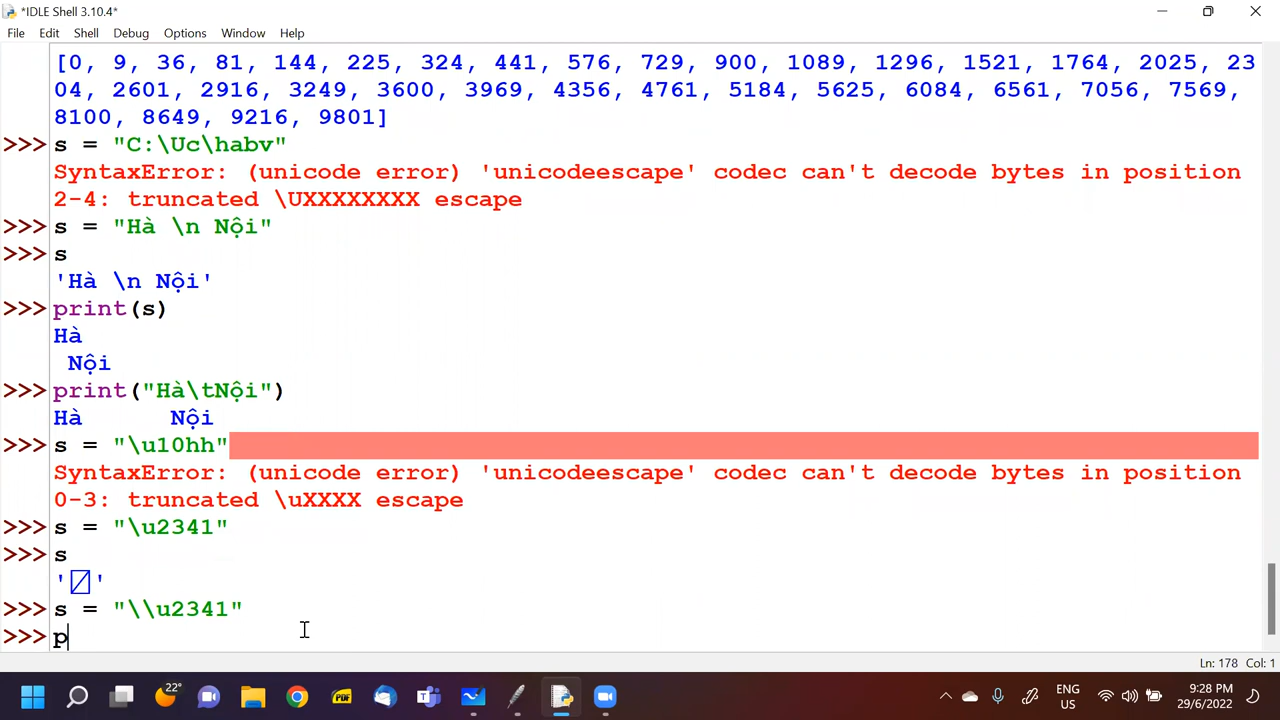 *IDLE Shell 3.10.4*
File Edit Shell Debug Options Window Help
[0, 9, 36, 81, 144, 225, 324, 441, 576, 729, 900, 1089, 1296, 1521, 1764, 2025, 23
04, 2601, 2916, 3249, 3600, 3969, 4356, 4761, 5184, 5625, 6084, 6561, 7056, 7569,
8100, 8649, 9216, 9801]
>>> s = "C:\Uc\habv"
SyntaxError: (unicode error) 'unicodeescape' codec can't decode bytes in position
2-4: truncated \UXXXXXXXX escape
>>> s = "Hà \n Nội"
>>> s
'Hà \n Nội'
>>> print(s)
Hà
 Nội
>>> print("Hà\tNội")
Hà	Nội
>>> s = "\u10hh"
SyntaxError: (unicode error) 'unicodeescape' codec can't decode bytes in position
0-3: truncated \uXXXX escape
>>> s = "\u2341"
>>> s
'⍁'
>>> s = "\\u2341"
>>> p
Ln: 178 Col: 1
22°
PDF
ENG
US
9:28 PM
29/6/2022